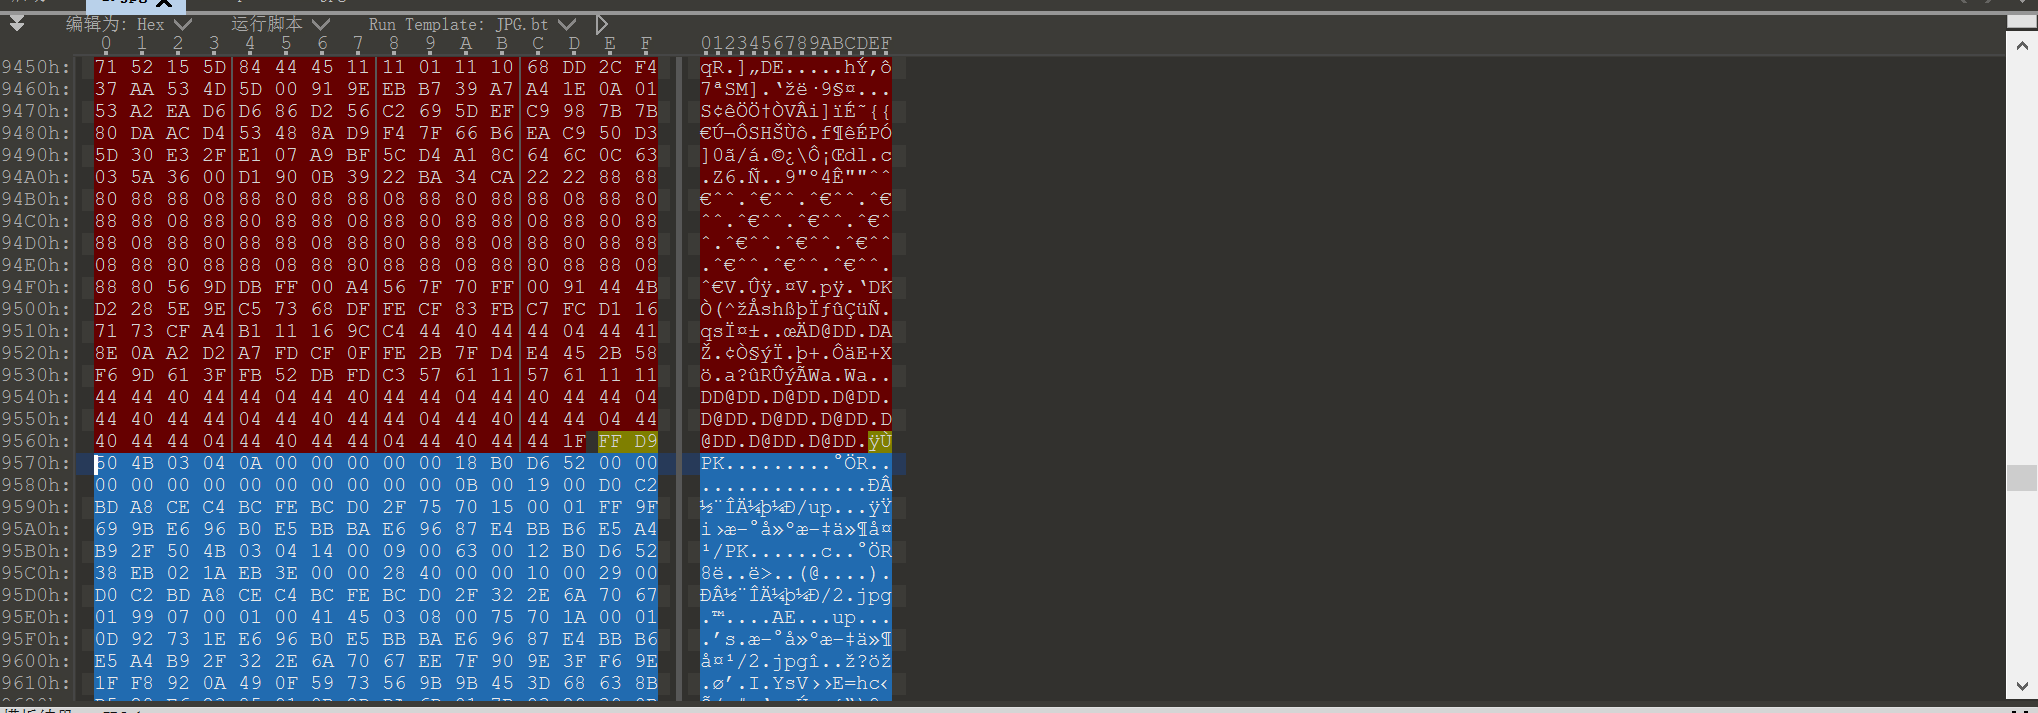 编辑为: Hex 运行脚本 Run Template: JPG.bt
0 1 2 3 4 5 6 7 8 9 A B C D E F 0123456789ABCDEF
9450h: 71 52 15 5D 84 44 45 11 11 01 11 10 68 DD 2C F4 qR.]„DE.....hÝ,ô
9460h: 37 AA 53 4D 5D 00 91 9E EB B7 39 A7 A4 1E 0A 01 7ªSM].‘žë·9§¤...
9470h: 53 A2 EA D6 D6 86 D2 56 C2 69 5D EF C9 98 7B 7B S¢êÖÖ†ÒVÂi]ïÉ˜{{
9480h: 80 DA AC D4 53 48 8A D9 F4 7F 66 B6 EA C9 50 D3 €Ú¬ÔSHŠÙô.f¶êÉPÓ
9490h: 5D 30 E3 2F E1 07 A9 BF 5C D4 A1 8C 64 6C 0C 63 ]0ã/á.©¿\Ô¡Œdl.c
94A0h: 03 5A 36 00 D1 90 0B 39 22 BA 34 CA 22 22 88 88 .Z6.Ñ..9"º4Ê""ˆˆ
94B0h: 80 88 88 08 88 80 88 88 08 88 80 88 88 08 88 80 €ˆˆ.ˆ€ˆˆ.ˆ€ˆˆ.ˆ€
94C0h: 88 88 08 88 80 88 88 08 88 80 88 88 08 88 80 88 ˆˆ.ˆ€ˆˆ.ˆ€ˆˆ.ˆ€ˆ
94D0h: 88 08 88 80 88 88 08 88 80 88 88 08 88 80 88 88 ˆ.ˆ€ˆˆ.ˆ€ˆˆ.ˆ€ˆˆ
94E0h: 08 88 80 88 88 08 88 80 88 88 08 88 80 88 88 08 .ˆ€ˆˆ.ˆ€ˆˆ.ˆ€ˆˆ.
94F0h: 88 80 56 9D DB FF 00 A4 56 7F 70 FF 00 91 44 4B ˆ€V.Ûÿ.¤V.pÿ.‘DK
9500h: D2 28 5E 9E C5 73 68 DF FE CF 83 FB C7 FC D1 16 Ò(^žÅshßþÏƒûÇüÑ.
9510h: 71 73 CF A4 B1 11 16 9C C4 44 40 44 44 04 44 41 qsÏ¤±..œÄD@DD.DA
9520h: 8E 0A A2 D2 A7 FD CF 0F FE 2B 7F D4 E4 45 2B 58 Ž.¢Ò§ýÏ.þ+.ÔäE+X
9530h: F6 9D 61 3F FB 52 DB FD C3 57 61 11 57 61 11 11 ö.a?ûRÛýÃWa.Wa..
9540h: 44 44 40 44 44 04 44 40 44 44 04 44 40 44 44 04 DD@DD.D@DD.D@DD.
9550h: 44 40 44 44 04 44 40 44 44 04 44 40 44 44 04 44 D@DD.D@DD.D@DD.D
9560h: 40 44 44 04 44 40 44 44 04 44 40 44 44 1F FF D9 @DD.D@DD.D@DD.ÿÙ
9570h: 50 4B 03 04 0A 00 00 00 00 00 18 B0 D6 52 00 00 PK.........°ÖR..
9580h: 00 00 00 00 00 00 00 00 00 00 0B 00 19 00 D0 C2 ..............ÐÂ
9590h: BD A8 CE C4 BC FE BC D0 2F 75 70 15 00 01 FF 9F ½¨ÎÄ¼þ¼Ð/up...ÿŸ
95A0h: 69 9B E6 96 B0 E5 BB BA E6 96 87 E4 BB B6 E5 A4 i›æ–°å»ºæ–‡ä»¶å¤
95B0h: B9 2F 50 4B 03 04 14 00 09 00 63 00 12 B0 D6 52 ¹/PK......c..°ÖR
95C0h: 38 EB 02 1A EB 3E 00 00 28 40 00 00 10 00 29 00 8ë..ë>..(@....).
95D0h: D0 C2 BD A8 CE C4 BC FE BC D0 2F 32 2E 6A 70 67 ÐÂ½¨ÎÄ¼þ¼Ð/2.jpg
95E0h: 01 99 07 00 01 00 41 45 03 08 00 75 70 1A 00 01 .™....AE...up...
95F0h: 0D 92 73 1E E6 96 B0 E5 BB BA E6 96 87 E4 BB B6 .’s.æ–°å»ºæ–‡ä»¶
9600h: E5 A4 B9 2F 32 2E 6A 70 67 EE 7F 90 9E 3F F6 9E å¤¹/2.jpgî..ž?öž
9610h: 1F F8 92 0A 49 0F 59 73 56 9B 9B 45 3D 68 63 8B .ø’.I.YsV››E=hc‹